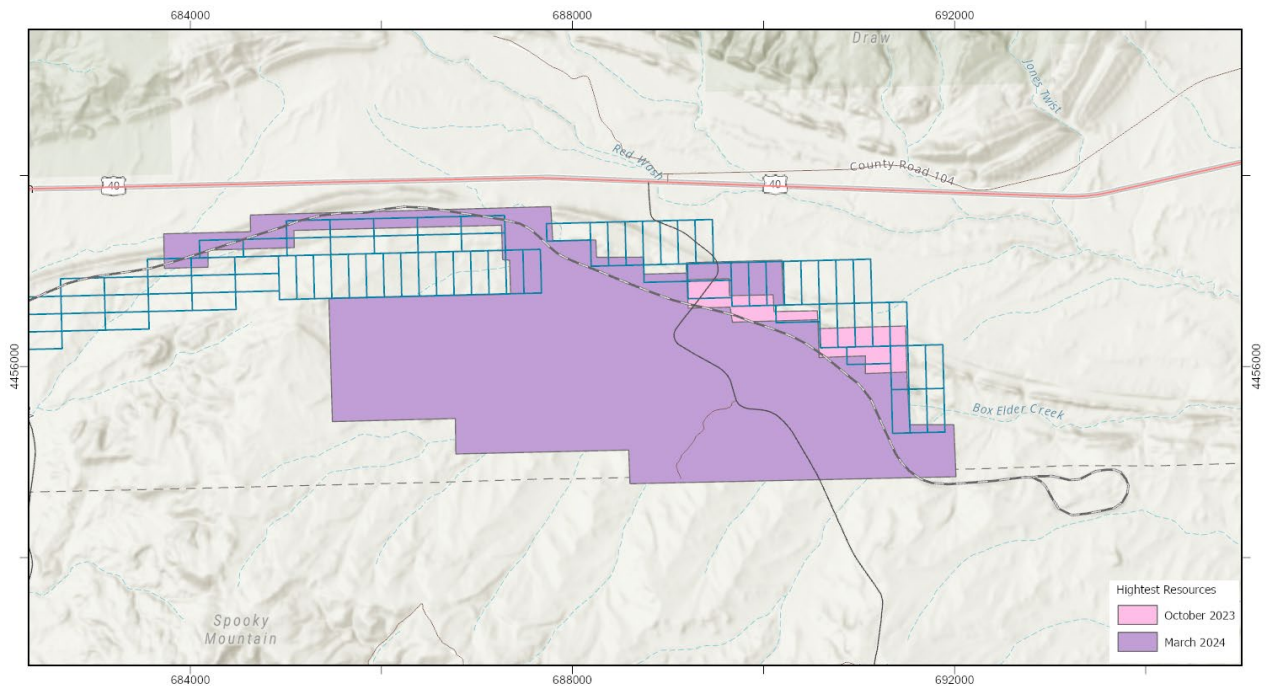 684000
688000
692000
Draw
Jones Twist
Red Wash
County Road 104
40
40
4456000
4456000
Box Elder Creek
Spooky
Mountain
Hightest Resources
October 2023
March 2024
684000
688000
692000